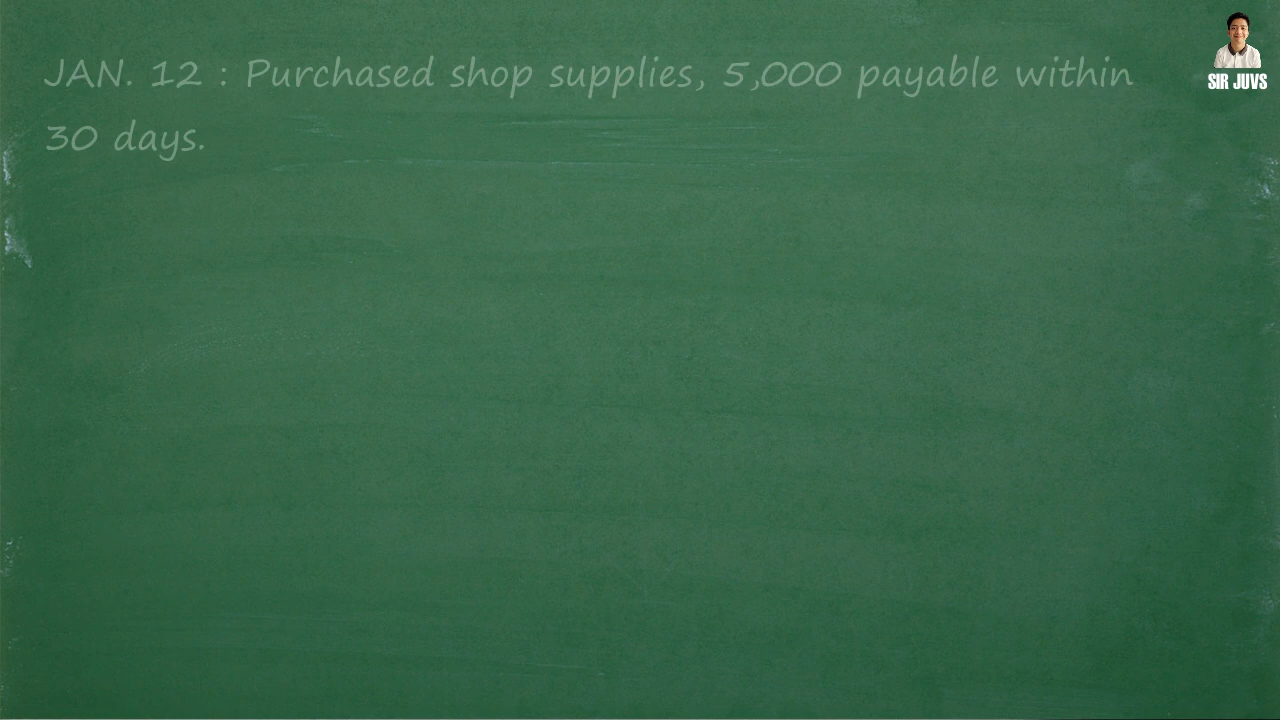 JAN. 12 : Purchased shop supplies, 5,000 payable within
30 days.
SIR JUVS